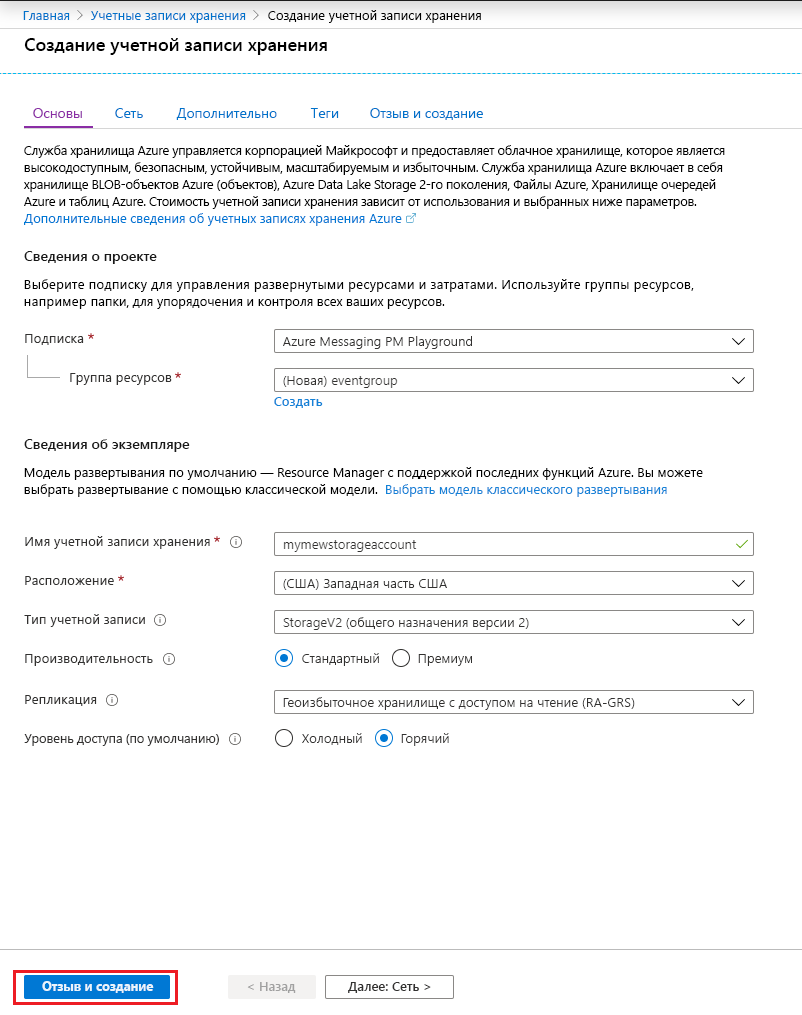 Главная > Учетные записи хранения > Создание учетной записи хранения
Создание учетной записи хранения
Основы Сеть Дополнительно Теги Отзыв и создание
Служба хранилища Azure управляется корпорацией Майкрософт и предоставляет облачное хранилище, которое является
высокодоступным, безопасным, устойчивым, масштабируемым и избыточным. Служба хранилища Azure включает в себя
хранилище BLOB-объектов Azure (объектов), Azure Data Lake Storage 2-го поколения, Файлы Azure, Хранилище очередей
Azure и таблиц Azure. Стоимость учетной записи хранения зависит от использования и выбранных ниже параметров.
Дополнительные сведения об учетных записях хранения Azure
Сведения о проекте
Выберите подписку для управления развернутыми ресурсами и затратами. Используйте группы ресурсов,
например папки, для упорядочения и контроля всех ваших ресурсов.
Подписка * Azure Messaging PM Playground
Группа ресурсов * (Новая) eventgroup
Создать
Сведения об экземпляре
Модель развертывания по умолчанию — Resource Manager с поддержкой последних функций Azure. Вы можете
выбрать развертывание с помощью классической модели. Выбрать модель классического развертывания
Имя учетной записи хранения * mymewstorageaccount
Расположение * (США) Западная часть США
Тип учетной записи StorageV2 (общего назначения версии 2)
Производительность Стандартный Премиум
Репликация Геоизбыточное хранилище с доступом на чтение (RA-GRS)
Уровень доступа (по умолчанию) Холодный Горячий
Отзыв и создание < Назад Далее: Сеть >